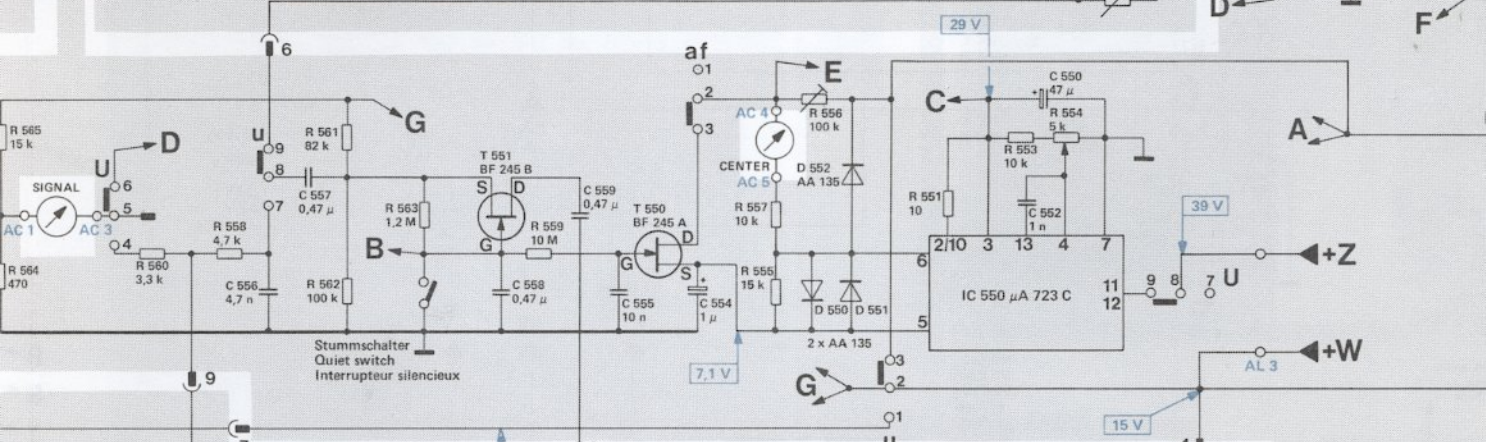 D
F
29 V
6
af
1
E
C 550
47 µ
2
C
R 565
15 k
D
G
R 561
82 k
AC 4
R 556
100 k
R 554
5 k
A
u
9
3
T 551
BF 245 B
U
SIGNAL
6
8
S
D
CENTER
AC 5
D 552
AA 135
R 553
10 k
C 557
0,47 µ
C 559
0,47 µ
R 551
10
5
7
R 563
1,2 M
T 550
BF 245 A
R 557
10 k
C 552
1 n
39 V
AC 1
AC 3
4
R 558
4,7 k
B
G
R 559
10 M
D
2/10
3
13
4
7
G
S
6
+Z
R 564
470
R 560
3,3 k
C 556
4,7 n
R 562
100 k
C 558
0,47 µ
C 555
10 n
+
C 554
1 µ
R 555
15 k
D 550
D 551
IC 550 µA 723 C
11
12
9
8
7
U
5
Stummschalter
Quiet switch
Interrupteur silencieux
2 x AA 135
+W
7,1 V
3
AL 3
9
G
2
15 V
1